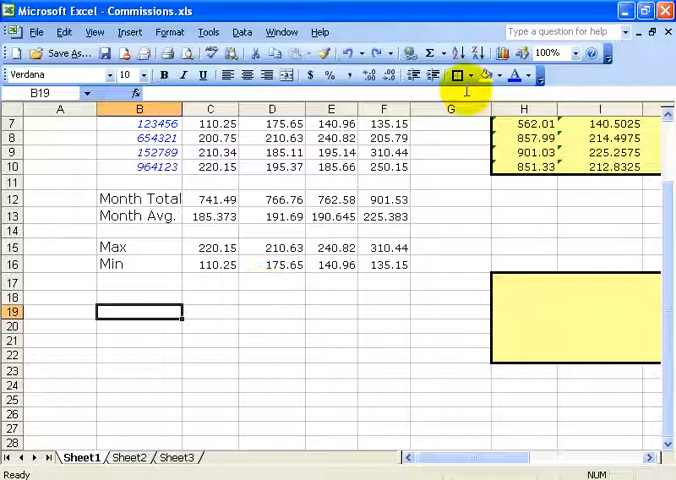 Microsoft Excel - Commissions.xls
File Edit View Insert Format Tools Data Window Help Type a question for help
Save As... Σ 100%
Verdana 10 B I U $ % ,
B19 fx
A B C D E F G H I
7 123456 110.25 175.65 140.96 135.15 562.01 140.5025
8 654321 200.75 210.63 240.82 205.79 857.99 214.4975
9 152789 210.34 185.11 195.14 310.44 901.03 225.2575
10 964123 220.15 195.37 185.66 250.15 851.33 212.8325
11
12 Month Total 741.49 766.76 762.58 901.53
13 Month Avg. 185.373 191.69 190.645 225.383
14
15 Max 220.15 210.63 240.82 310.44
16 Min 110.25 175.65 140.96 135.15
17
18
19
20
21
22
23
24
25
26
27
28
Sheet1 Sheet2 Sheet3
Ready NUM